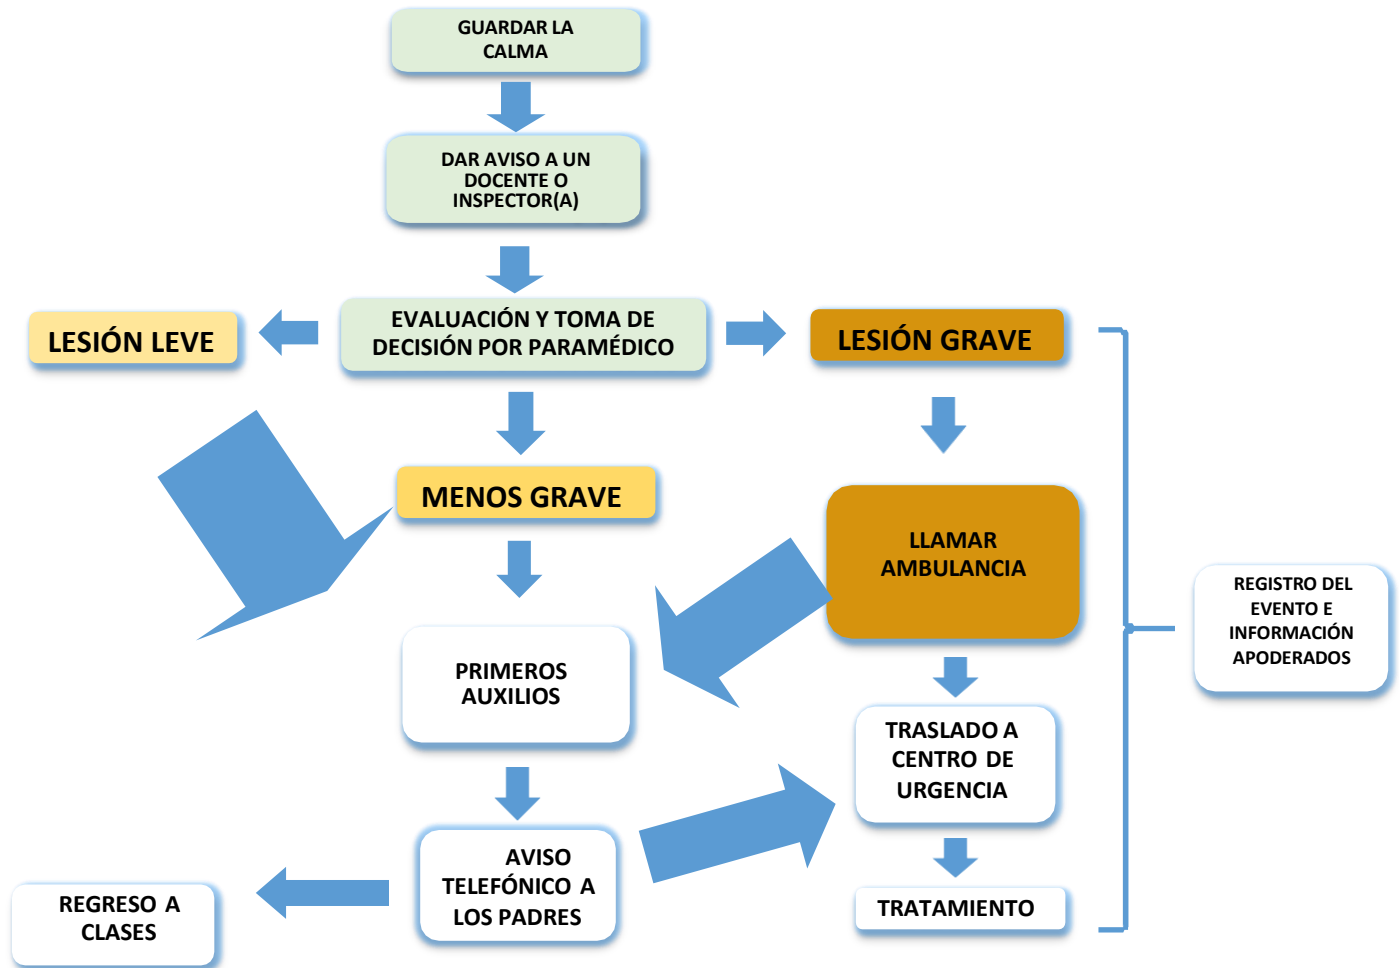 GUARDAR LA
CALMA
DAR AVISO A UN
DOCENTE O
INSPECTOR(A)
LESIÓN LEVE
EVALUACIÓN Y TOMA DE
DECISIÓN POR PARAMÉDICO
LESIÓN GRAVE
MENOS GRAVE
LLAMAR
AMBULANCIA
REGISTRO DEL
EVENTO E
INFORMACIÓN
APODERADOS
PRIMEROS
AUXILIOS
TRASLADO A
CENTRO DE
URGENCIA
AVISO
TELEFÓNICO A
LOS PADRES
REGRESO A
CLASES
TRATAMIENTO